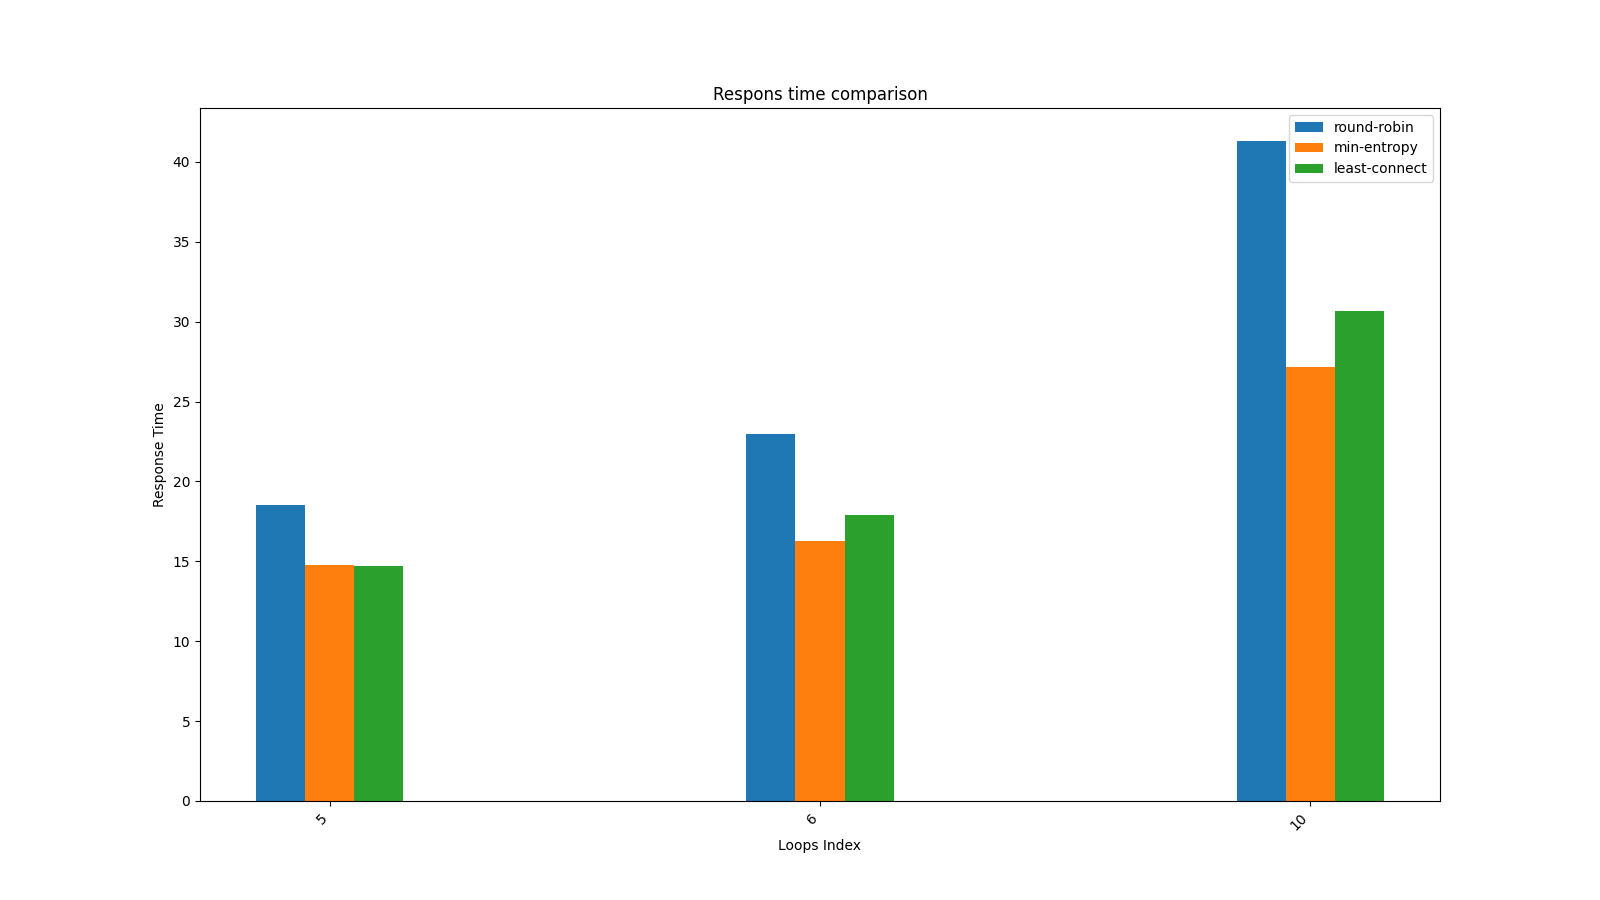 Respons time comparison
round-robin
min-entropy
least-connect
40
35
30
25
20
15
10
5
0
Response Time
5
6
10
Loops Index